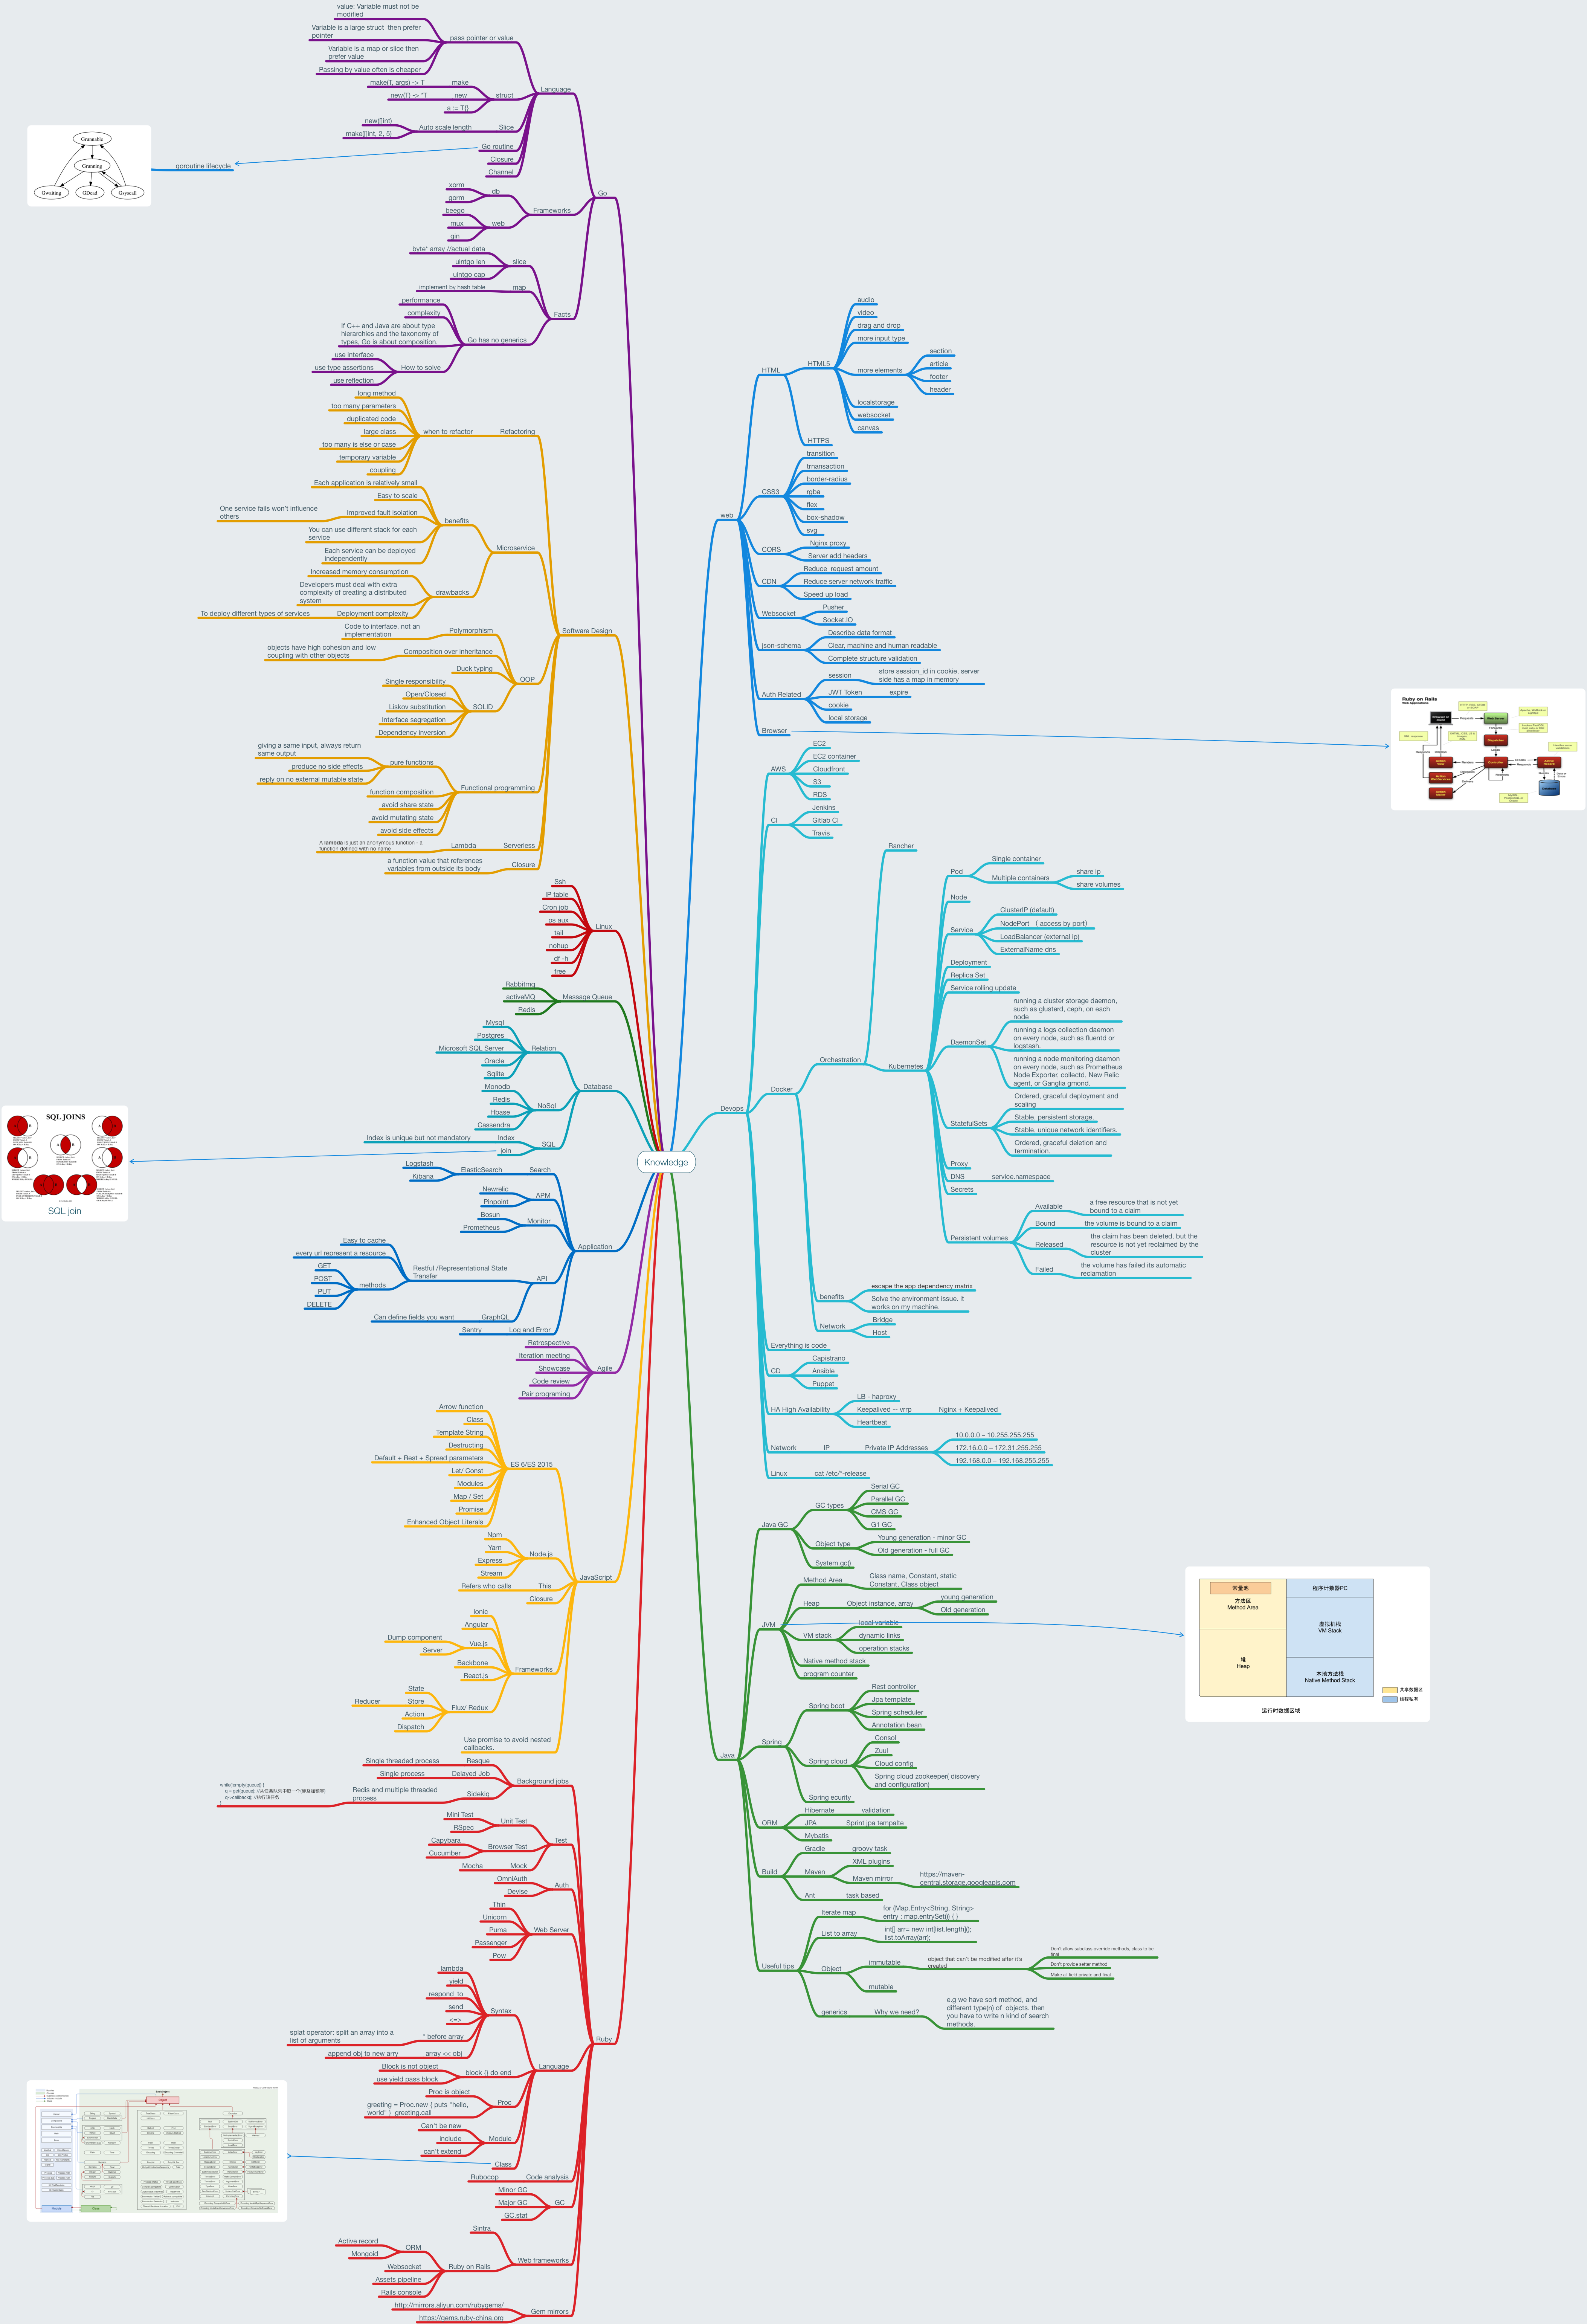 Knowledge
Go
Language
pass pointer or value
value: Variable must not be
modified
Variable is a large struct  then prefer
pointer
Variable is a map or slice then
prefer value
Passing by value often is cheaper
struct
make
make(T, args) -> T
new
new(T) -> *T
a := T{}
Slice
Auto scale length
new([]int)
make([]int, 2, 5)
Go routine
goroutine lifecycle
Grunnable
Grunning
Gwaiting
GDead
Gsyscall
Closure
Channel
Frameworks
db
xorm
gorm
web
beego
mux
gin
Facts
slice
byte* array //actual data
uintgo len
uintgo cap
map
implement by hash table
Go has no generics
performance
complexity
If C++ and Java are about type
hierarchies and the taxonomy of
types, Go is about composition.
How to solve
use interface
use type assertions
use reflection
Software Design
Refactoring
when to refactor
long method
too many parameters
duplicated code
large class
too many is else or case
temporary variable
coupling
Microservice
benefits
Each application is relatively small
Easy to scale
Improved fault isolation
One service fails won't influence
others
You can use different stack for each
service
Each service can be deployed
independently
drawbacks
Increased memory consumption
Developers must deal with extra
complexity of creating a distributed
system
Deployment complexity
To deploy different types of services
OOP
Polymorphism
Code to interface, not an
implementation
Composition over inheritance
objects have high cohesion and low
coupling with other objects
Duck typing
SOLID
Single responsibility
Open/Closed
Liskov substitution
Interface segregation
Dependency inversion
Functional programming
pure functions
giving a same input, always return
same output
produce no side effects
reply on no external mutable state
function composition
avoid share state
avoid mutating state
avoid side effects
Serverless
Lambda
A lambda is just an anonymous function - a
function defined with no name
Closure
a function value that references
variables from outside its body
Linux
Ssh
IP table
Cron job
ps aux
tail
nohup
df -h
free
Message Queue
Rabbitmq
activeMQ
Redis
Database
Relation
Mysql
Postgres
Microsoft SQL Server
Oracle
Sqlite
NoSql
Monodb
Redis
Hbase
Cassendra
SQL
Index
Index is unique but not mandatory
join
SQL JOINS
SQL join
Application
Search
ElasticSearch
Logstash
Kibana
APM
Newrelic
Pinpoint
Monitor
Bosun
Prometheus
API
Restful /Representational State
Transfer
Easy to cache
every url represent a resource
methods
GET
POST
PUT
DELETE
GraphQL
Can define fields you want
Log and Error
Sentry
Agile
Retrospective
Iteration meeting
Showcase
Code review
Pair programing
JavaScript
ES 6/ES 2015
Arrow function
Class
Template String
Destructing
Default + Rest + Spread parameters
Let/ Const
Modules
Map / Set
Promise
Enhanced Object Literals
Node.js
Npm
Yarn
Express
Stream
This
Refers who calls
Closure
Frameworks
Ionic
Angular
Vue.js
Dump component
Server
Backbone
React.js
Flux/ Redux
State
Store
Reducer
Action
Dispatch
Use promise to avoid nested
callbacks.
Ruby
Background jobs
Resque
Single threaded process
Delayed Job
Single process
Sidekiq
Redis and multiple threaded
process
while(!empty(queue)) {
}
Test
Unit Test
Mini Test
RSpec
Browser Test
Capybara
Cucumber
Mock
Mocha
Auth
OmniAuth
Devise
Web Server
Thin
Unicorn
Puma
Passenger
Pow
Language
Syntax
lambda
yield
respond_to
send
<=>
* before array
splat operator: split an array into a
list of arguments
array << obj
append obj to new arry
block {} do end
Block is not object
use yield pass block
Proc
Proc is object
greeting = Proc.new { puts "hello,
world" }  greeting.call
Module
Can't be new
include
can't extend
Class
Code analysis
Rubocop
GC
Minor GC
Major GC
GC.stat
Web frameworks
Sintra
Ruby on Rails
ORM
Active record
Mongoid
Websocket
Assets pipeline
Rails console
Gem mirrors
http://mirrors.aliyun.com/rubygems/
https://gems.ruby-china.org
web
HTML
HTML5
audio
video
drag and drop
more input type
more elements
section
article
footer
header
localstorage
websocket
canvas
HTTPS
CSS3
transition
trnansaction
border-radius
rgba
flex
box-shadow
svg
CORS
Nginx proxy
Server add headers
CDN
Reduce  request amount
Reduce server network traffic
Speed up load
Websocket
Pusher
Socket.IO
json-schema
Describe data format
Clear, machine and human readable
Complete structure validation
Auth Related
session
store session_id in cookie, server
side has a map in memory
JWT Token
expire
cookie
local storage
Browser
Ruby on Rails
Web applications
Devops
AWS
EC2
EC2 container
Cloudfront
S3
RDS
CI
Jenkins
Gitlab CI
Travis
Docker
Orchestration
Rancher
Kubernetes
Pod
Single container
Multiple containers
share ip
share volumes
Node
Service
ClusterIP (default)
NodePort （ access by port）
LoadBalancer (external ip)
ExternalName dns
Deployment
Replica Set
Service rolling update
DaemonSet
running a cluster storage daemon,
such as glusterd, ceph, on each
node
running a logs collection daemon
on every node, such as fluentd or
logstash.
running a node monitoring daemon
on every node, such as Prometheus
Node Exporter, collectd, New Relic
agent, or Ganglia gmond.
StatefulSets
Ordered, graceful deployment and
scaling
Stable, persistent storage.
Stable, unique network identifiers.
Ordered, graceful deletion and
termination.
Proxy
DNS
service.namespace
Secrets
Persistent volumes
Available
a free resource that is not yet
bound to a claim
Bound
the volume is bound to a claim
Released
the claim has been deleted, but the
resource is not yet reclaimed by the
cluster
Failed
the volume has failed its automatic
reclamation
benefits
escape the app dependency matrix
Solve the environment issue. it
works on my machine.
Network
Bridge
Host
Everything is code
CD
Capistrano
Ansible
Puppet
HA High Availability
LB - haproxy
Keepalived -- vrrp
Nginx + Keepalived
Heartbeat
Network
IP
Private IP Addresses
10.0.0.0 – 10.255.255.255
172.16.0.0 – 172.31.255.255
192.168.0.0 – 192.168.255.255
Linux
cat /etc/*-release
Java
Java GC
GC types
Serial GC
Parallel GC
CMS GC
G1 GC
Object type
Young generation - minor GC
Old generation - full GC
System.gc()
JVM
Method Area
Class name, Constant, static
Constant, Class object
Heap
Object instance, array
young generation
Old generation
VM stack
local variable
dynamic links
operation stacks
Native method stack
program counter
常量池
方法区
Method Area
堆
Heap
程序计数器PC
虚拟机栈
VM Stack
本地方法栈
Native Method Stack
共享数据区
线程私有
运行时数据区域
Spring
Spring boot
Rest controller
Jpa template
Spring scheduler
Annotation bean
Spring cloud
Consol
Zuul
Cloud config
Spring cloud zookeeper( discovery
and configuration)
Spring ecurity
ORM
Hibernate
validation
JPA
Sprint jpa tempalte
Mybatis
Build
Gradle
groovy task
Maven
XML plugins
Maven mirror
https://maven-
central.storage.googleapis.com
Ant
task based
Useful tips
Iterate map
for (Map.Entry<String, String>
entry : map.entrySet()) { }
List to array
int[] arr= new int[list.length]();
list.toArray(arr);
Object
immutable
object that can't be modified after it's
created
Don't allow subclass override methods, class to be
final
Don't provide setter method
Make all field private and final
mutable
generics
Why we need?
e.g we have sort method, and
different type(n) of  objects. then
you have to write n kind of search
methods.